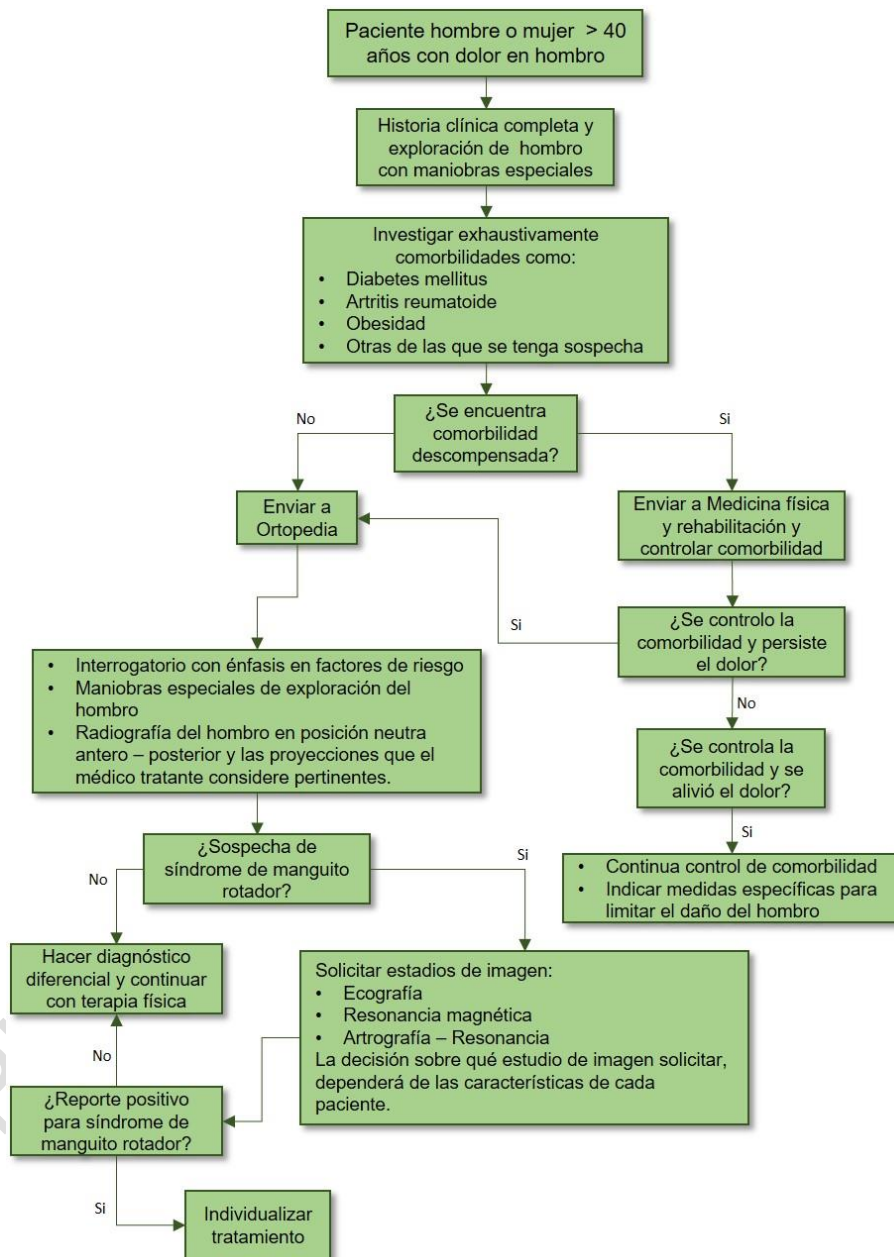 Paciente hombre o mujer > 40
años con dolor en hombro
Historia clínica completa y
exploración de hombro
con maniobras especiales
Investigar exhaustivamente
comorbilidades como:
• Diabetes mellitus
• Artritis reumatoide
• Obesidad
• Otras de las que se tenga sospecha
¿Se encuentra
comorbilidad
descompensada?
No
Si
Enviar a
Ortopedia
Enviar a Medicina física
y rehabilitación y
controlar comorbilidad
Si
¿Se controlo la
comorbilidad y persiste
el dolor?
No
• Interrogatorio con énfasis en factores de riesgo
• Maniobras especiales de exploración del
hombro
• Radiografía del hombro en posición neutra
antero – posterior y las proyecciones que el
médico tratante considere pertinentes.
¿Se controla la
comorbilidad y se
alivió el dolor?
Si
• Continua control de comorbilidad
• Indicar medidas específicas para
limitar el daño del hombro
¿Sospecha de
síndrome de manguito
rotador?
No
Si
Hacer diagnóstico
diferencial y continuar
con terapia física
Solicitar estadios de imagen:
• Ecografía
• Resonancia magnética
• Artrografía – Resonancia
La decisión sobre qué estudio de imagen solicitar,
dependerá de las características de cada
paciente.
No
¿Reporte positivo
para síndrome de
manguito rotador?
Si
Individualizar
tratamiento